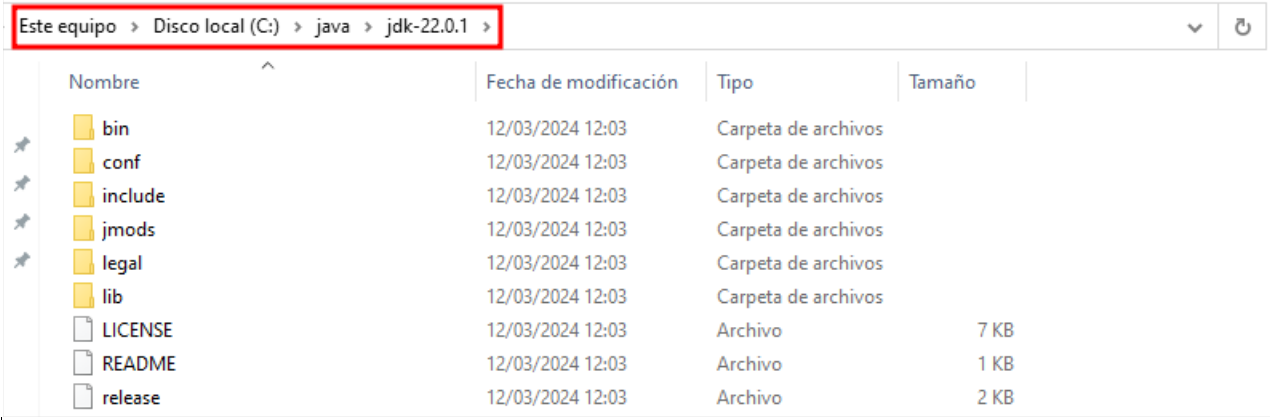 Este equipo > Disco local (C:) > java > jdk-22.0.1 >
Nombre Fecha de modificación Tipo Tamaño
bin 12/03/2024 12:03 Carpeta de archivos
conf 12/03/2024 12:03 Carpeta de archivos
include 12/03/2024 12:03 Carpeta de archivos
jmods 12/03/2024 12:03 Carpeta de archivos
legal 12/03/2024 12:03 Carpeta de archivos
lib 12/03/2024 12:03 Carpeta de archivos
LICENSE 12/03/2024 12:03 Archivo 7 KB
README 12/03/2024 12:03 Archivo 1 KB
release 12/03/2024 12:03 Archivo 2 KB